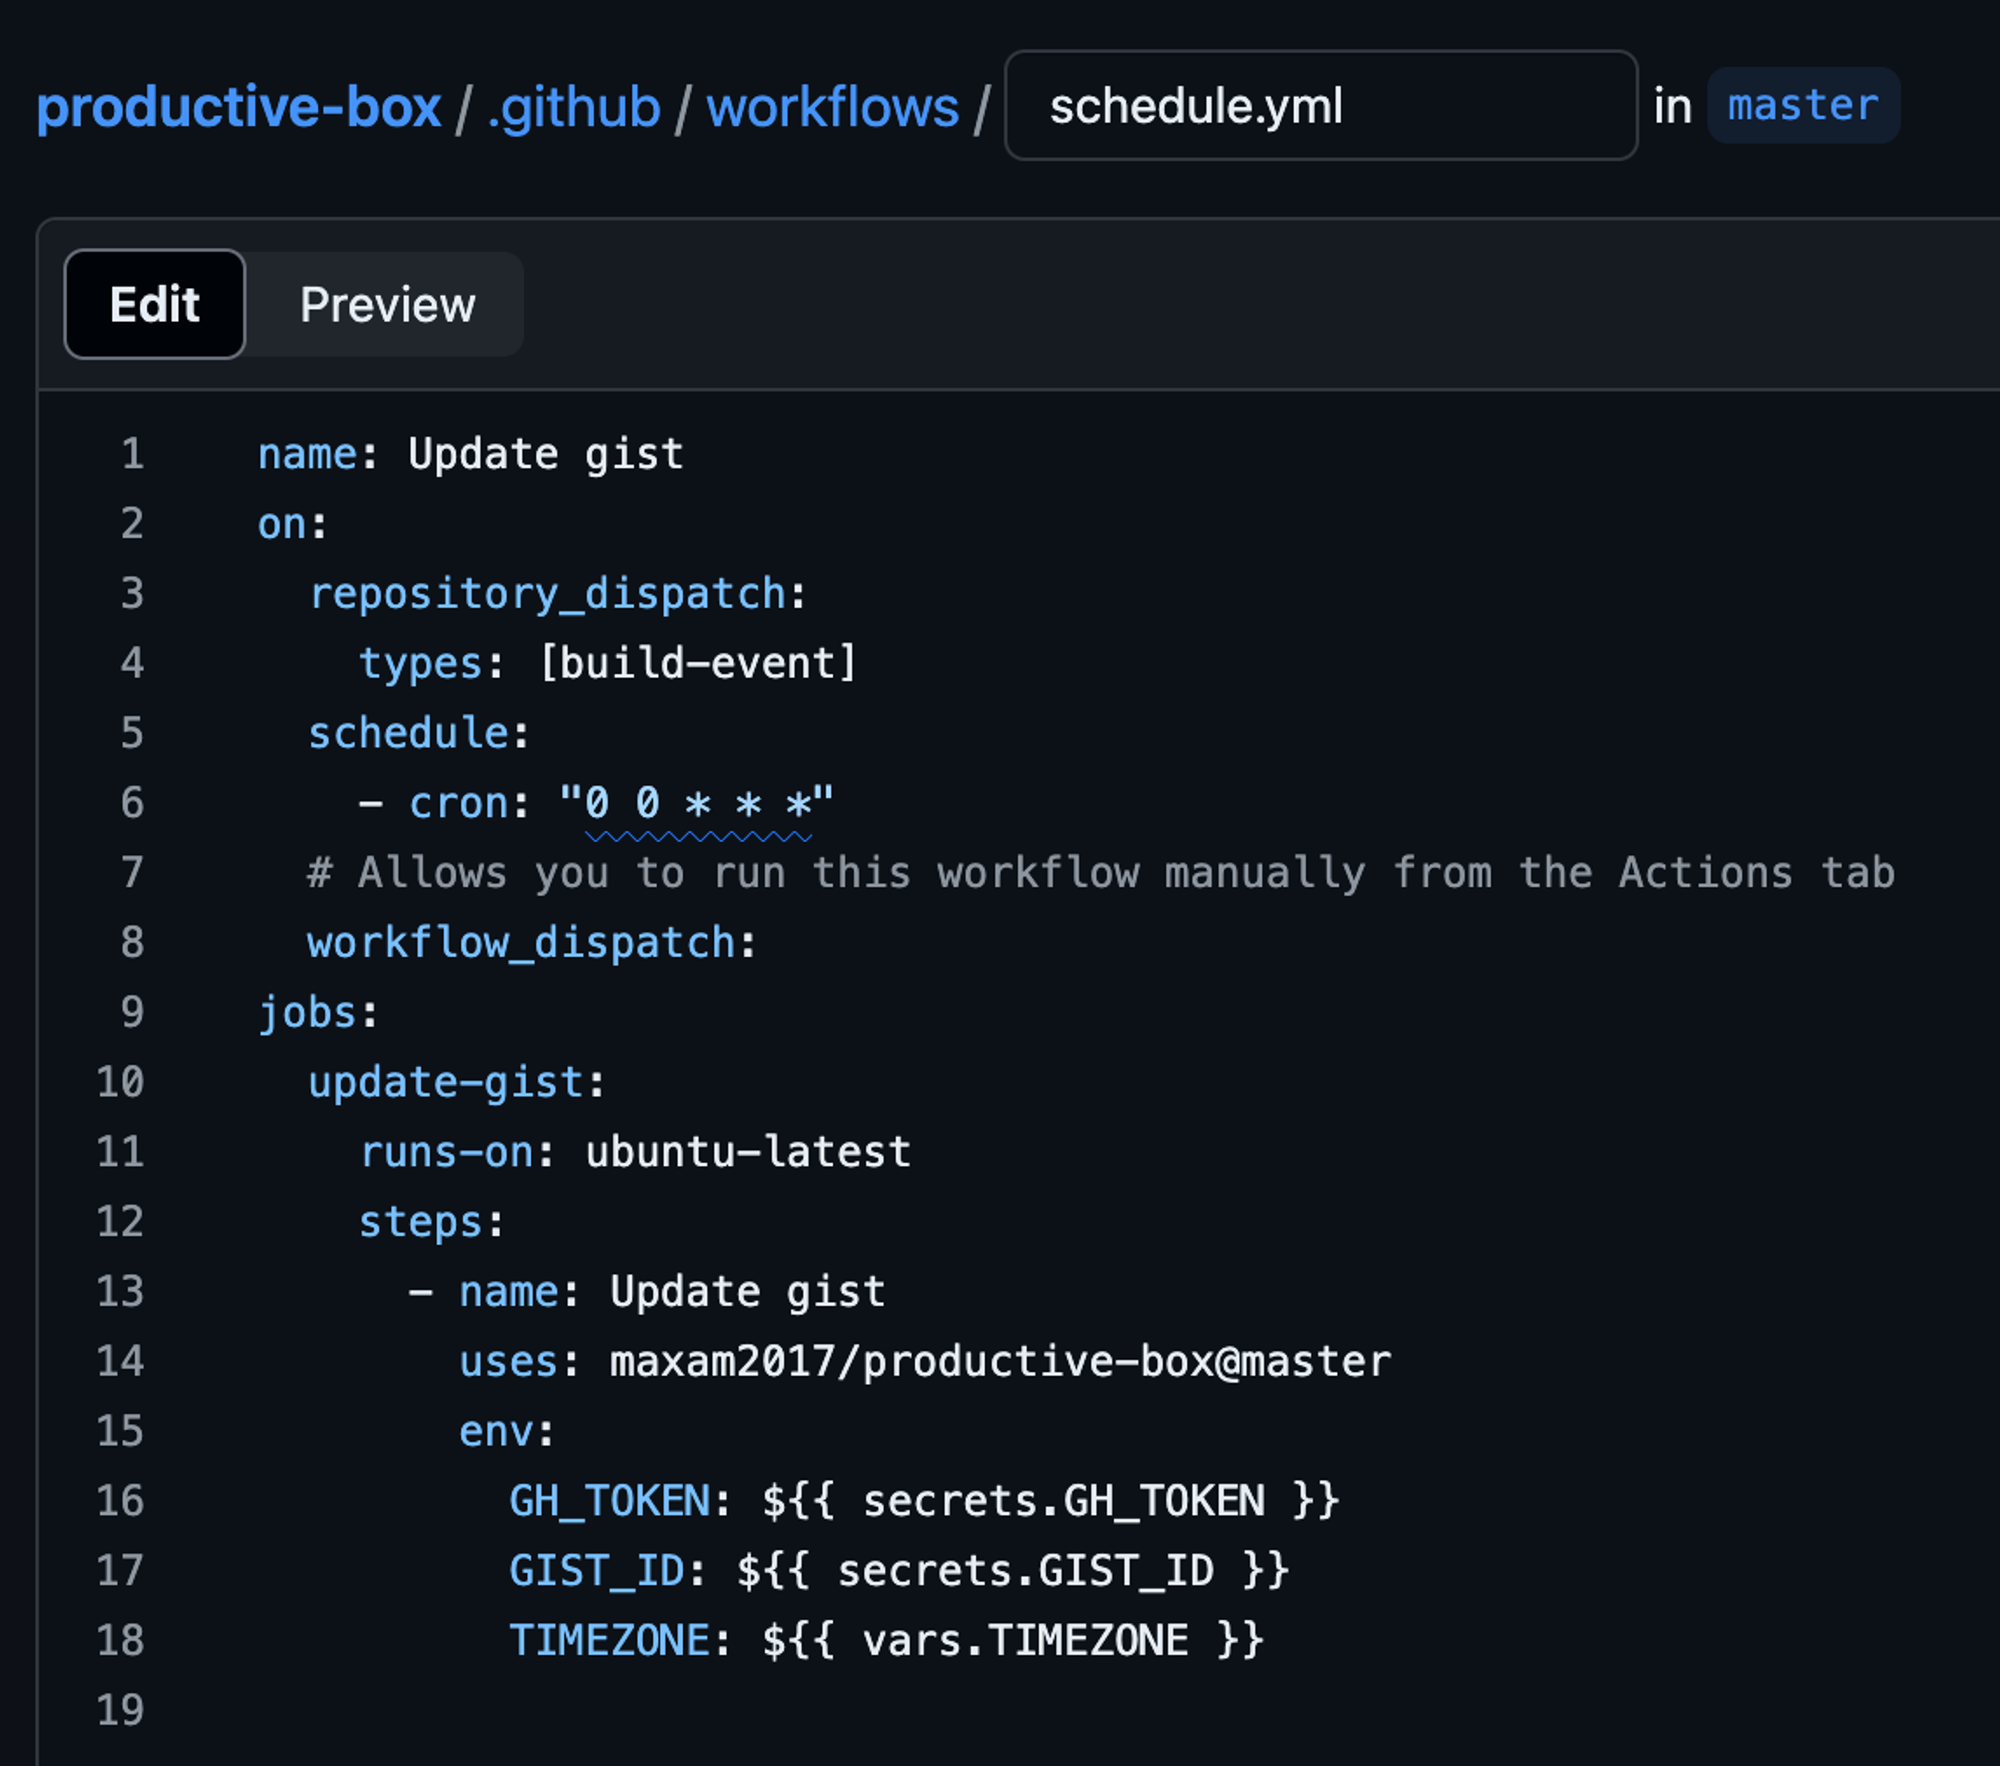 productive-box / .github / workflows / schedule.yml in master
Edit Preview
1 name: Update gist
2 on:
3   repository_dispatch:
4     types: [build-event]
5   schedule:
6     - cron: "0 0 * * *"
7   # Allows you to run this workflow manually from the Actions tab
8   workflow_dispatch:
9 jobs:
10   update-gist:
11     runs-on: ubuntu-latest
12     steps:
13       - name: Update gist
14         uses: maxam2017/productive-box@master
15         env:
16           GH_TOKEN: ${{ secrets.GH_TOKEN }}
17           GIST_ID: ${{ secrets.GIST_ID }}
18           TIMEZONE: ${{ vars.TIMEZONE }}
19